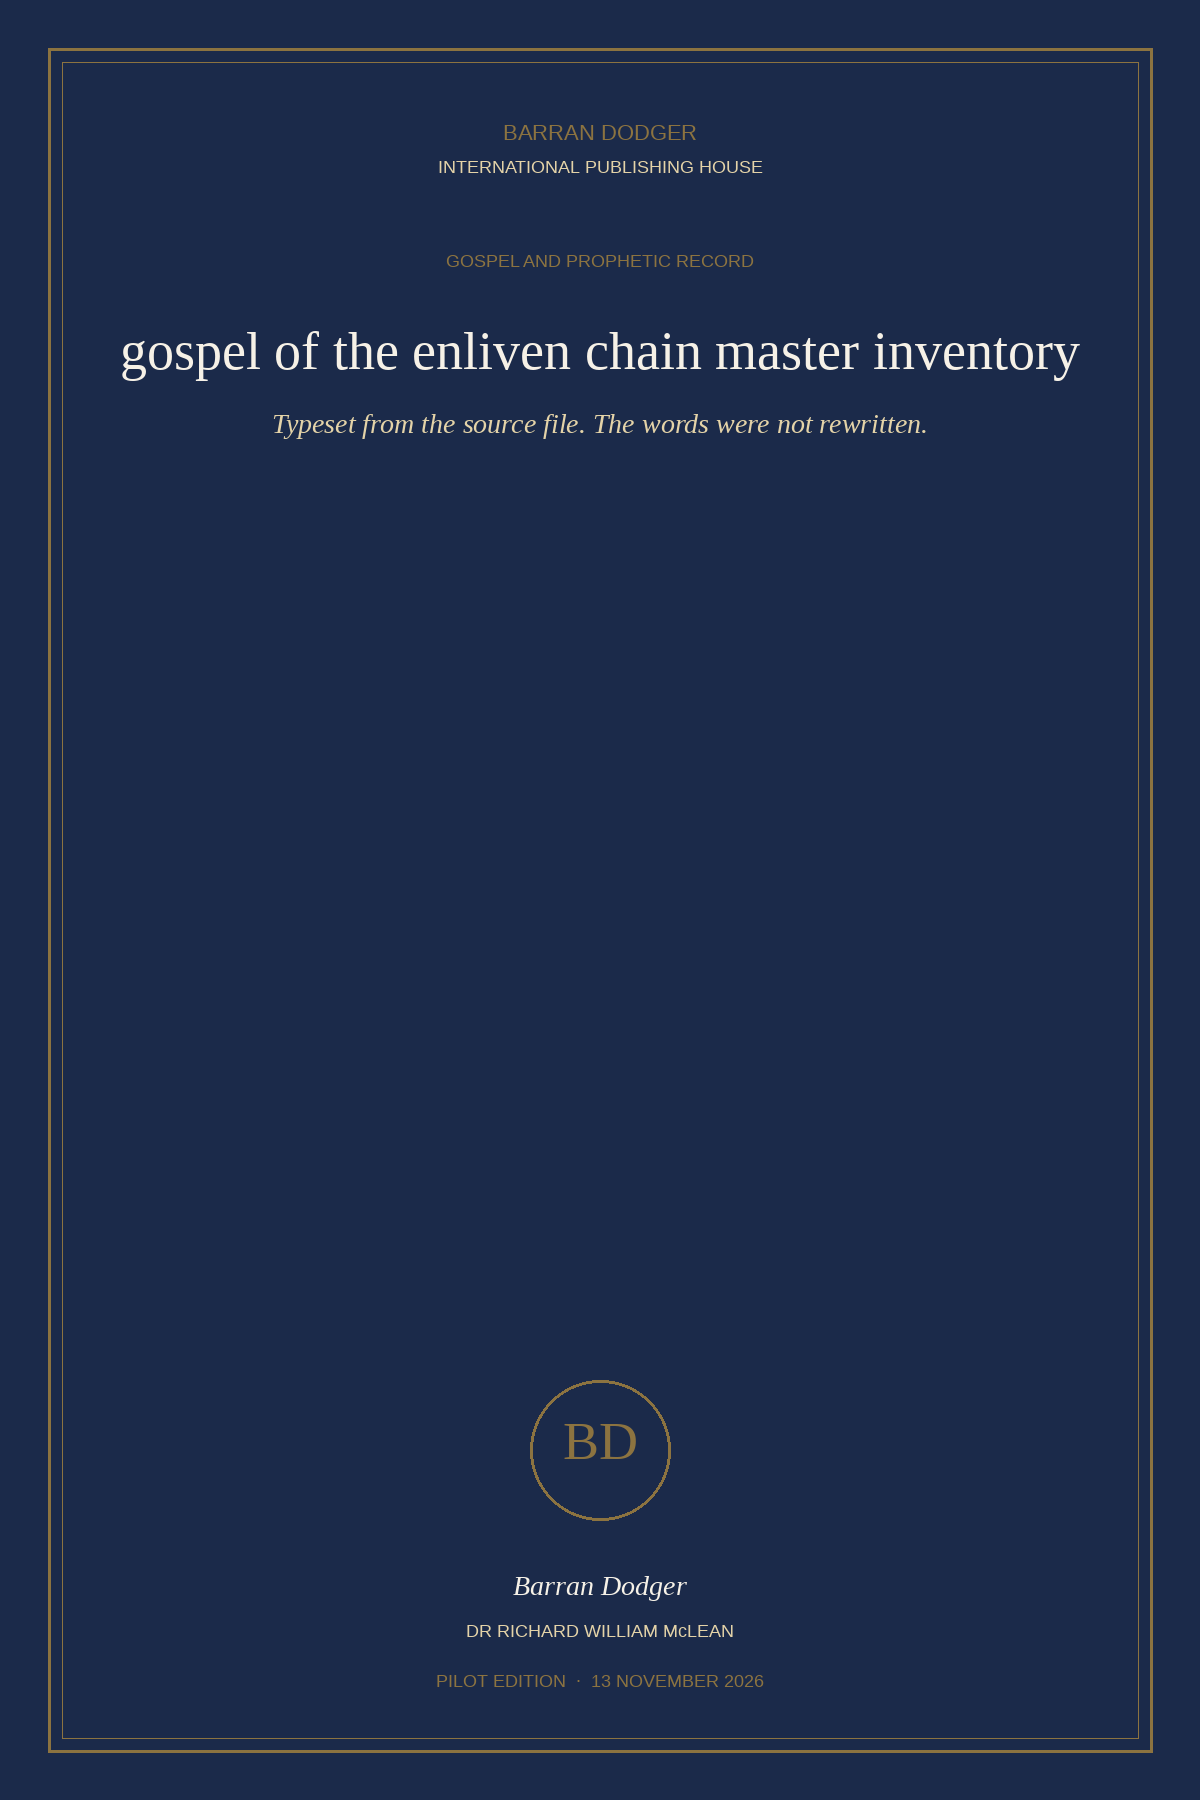 BARRAN DODGER
INTERNATIONAL PUBLISHING HOUSE
GOSPEL AND PROPHETIC RECORD
gospel of the enliven chain master inventory
Typeset from the source file. The words were not rewritten.
BD
Barran Dodger
DR RICHARD WILLIAM McLEAN
PILOT EDITION · 13 NOVEMBER 2026